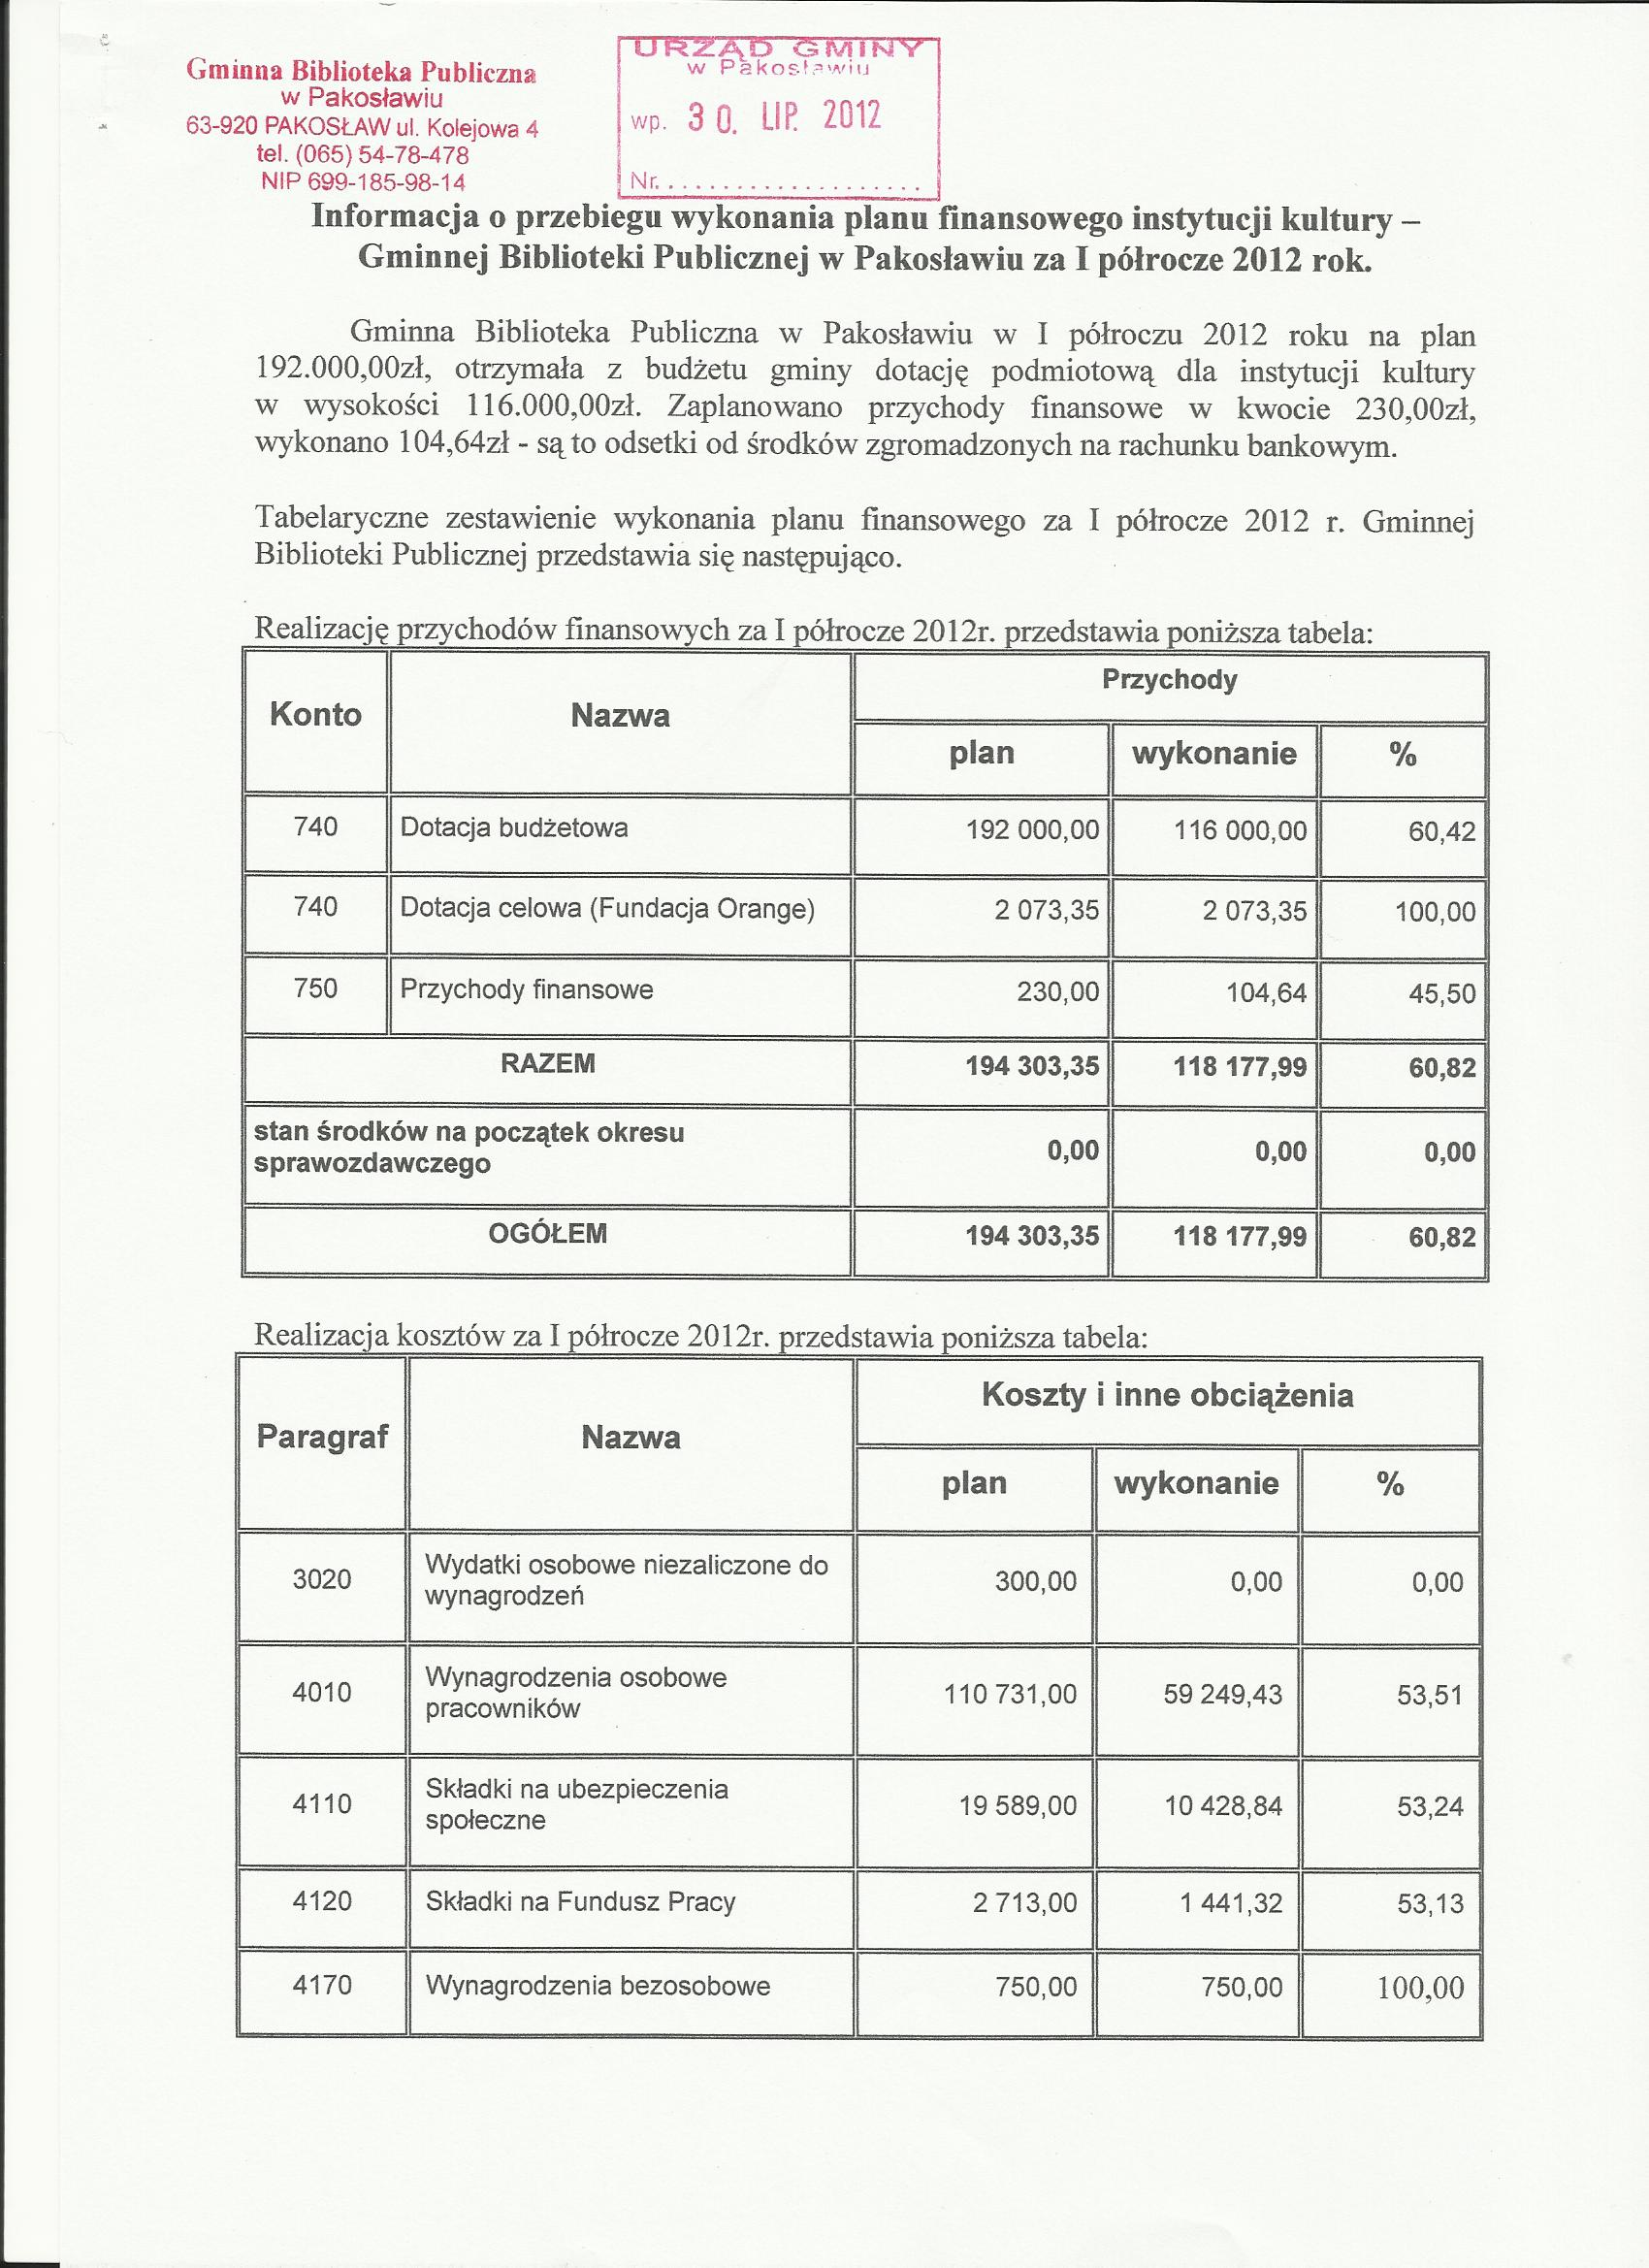 Gminna Biblioteka Publiczna
w Pakosławiu
63-920 PAKOSŁAW ul. Kolejowa 4
tel. (065) 54-78-478
NIP 699-185-98-14
URZĄD GMINY
w Pakosławiu
wp. 30. LIP. 2012
Nr. . . . . . . . . . . . . . . . . . . . .
Informacja o przebiegu wykonania planu finansowego instytucji kultury –
Gminnej Biblioteki Publicznej w Pakosławiu za I półrocze 2012 rok.
Gminna Biblioteka Publiczna w Pakosławiu w I półroczu 2012 roku na plan
192.000,00zł, otrzymała z budżetu gminy dotację podmiotową dla instytucji kultury
w wysokości 116.000,00zł. Zaplanowano przychody finansowe w kwocie 230,00zł,
wykonano 104,64zł - są to odsetki od środków zgromadzonych na rachunku bankowym.
Tabelaryczne zestawienie wykonania planu finansowego za I półrocze 2012 r. Gminnej
Biblioteki Publicznej przedstawia się następująco.
Realizację przychodów finansowych za I półrocze 2012r. przedstawia poniższa tabela:
Konto Nazwa Przychody
plan wykonanie %
740 Dotacja budżetowa 192 000,00 116 000,00 60,42
740 Dotacja celowa (Fundacja Orange) 2 073,35 2 073,35 100,00
750 Przychody finansowe 230,00 104,64 45,50
RAZEM 194 303,35 118 177,99 60,82
stan środków na początek okresu
sprawozdawczego 0,00 0,00 0,00
OGÓŁEM 194 303,35 118 177,99 60,82
Realizacja kosztów za I półrocze 2012r. przedstawia poniższa tabela:
Paragraf Nazwa Koszty i inne obciążenia
plan wykonanie %
3020 Wydatki osobowe niezaliczone do
wynagrodzeń 300,00 0,00 0,00
4010 Wynagrodzenia osobowe
pracowników 110 731,00 59 249,43 53,51
4110 Składki na ubezpieczenia
społeczne 19 589,00 10 428,84 53,24
4120 Składki na Fundusz Pracy 2 713,00 1 441,32 53,13
4170 Wynagrodzenia bezosobowe 750,00 750,00 100,00